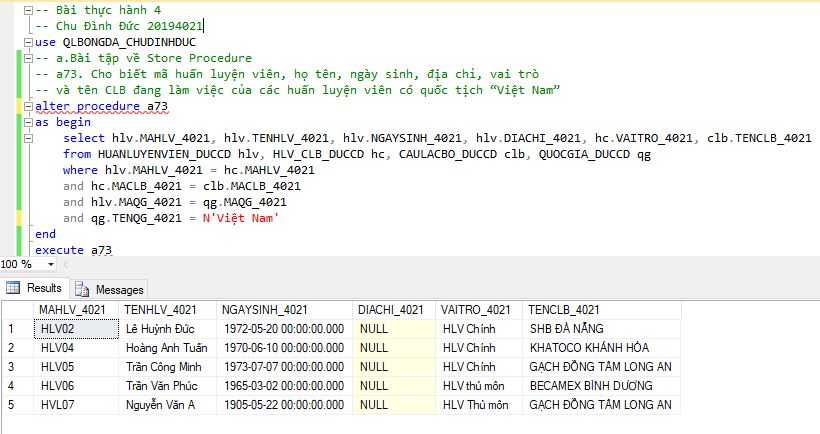 -- Bài thực hành 4
-- Chu Đình Đức 20194021
use QLBONGDA_CHUDINHDUC
-- a.Bài tập về Store Procedure
-- a73. Cho biết mã huấn luyện viên, họ tên, ngày sinh, địa chỉ, vai trò
-- và tên CLB đang làm việc của các huấn luyện viên có quốc tịch “Việt Nam”
alter procedure a73
as begin
select hlv.MAHLV_4021, hlv.TENHLV_4021, hlv.NGAYSINH_4021, hlv.DIACHI_4021, hc.VAITRO_4021, clb.TENCLB_4021
from HUANLUYENVIEN_DUCCD hlv, HLV_CLB_DUCCD hc, CAULACBO_DUCCD clb, QUOCGIA_DUCCD qg
where hlv.MAHLV_4021 = hc.MAHLV_4021
and hc.MACLB_4021 = clb.MACLB_4021
and hlv.MAQG_4021 = qg.MAQG_4021
and qg.TENQG_4021 = N'Việt Nam'
end
execute a73
100 %
Results Messages
MAHLV_4021 TENHLV_4021 NGAYSINH_4021 DIACHI_4021 VAITRO_4021 TENCLB_4021
1 HLV02 Lê Huỳnh Đức 1972-05-20 00:00:00.000 NULL HLV Chính SHB ĐÀ NẴNG
2 HLV04 Hoàng Anh Tuấn 1970-06-10 00:00:00.000 NULL HLV Chính KHATOCO KHÁNH HÒA
3 HLV05 Trần Công Minh 1973-07-07 00:00:00.000 NULL HLV Chính GẠCH ĐỒNG TÂM LONG AN
4 HLV06 Trần Văn Phúc 1965-03-02 00:00:00.000 NULL HLV thủ môn BECAMEX BÌNH DƯƠNG
5 HVL07 Nguyễn Văn A 1905-05-22 00:00:00.000 NULL HLV Thủ môn GẠCH ĐỒNG TÂM LONG AN